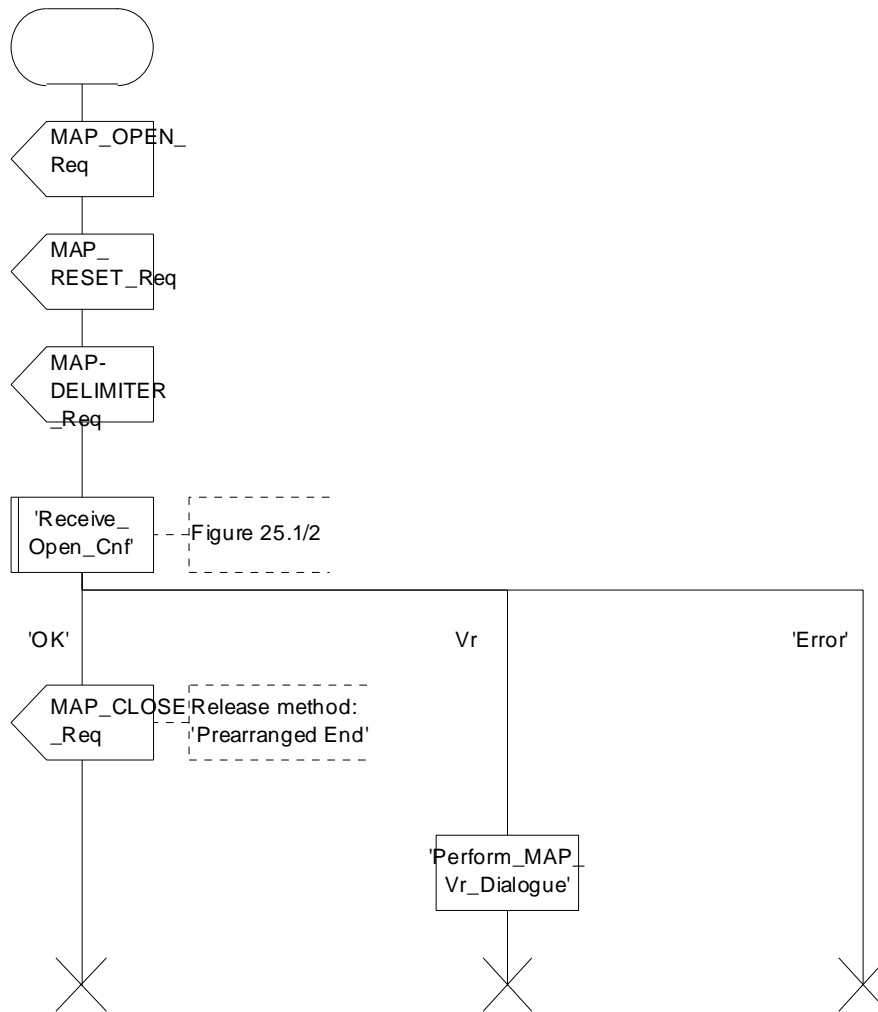 MAP_OPEN_
Req
MAP_
RESET_Req
MAP-
DELIMITER
_Req
'Receive_
Open_Cnf'
Figure 25.1/2
'OK'
Vr
'Error'
MAP_CLOSE
_Req
Release method:
'Prearranged End'
'Perform_MAP_
Vr_Dialogue'